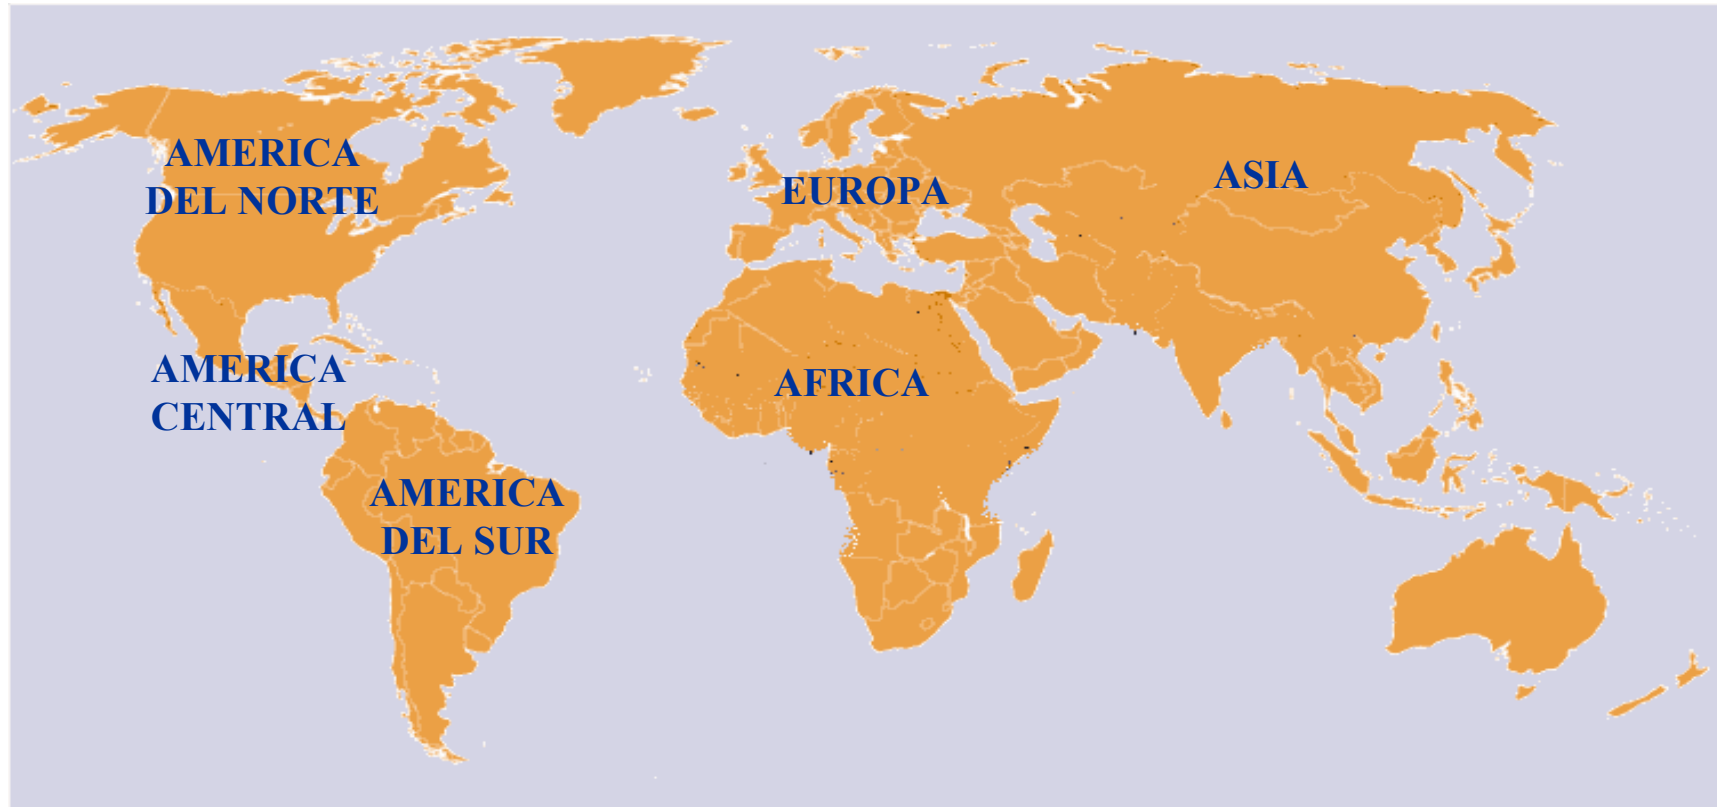 AMERICA
DEL NORTE
EUROPA
ASIA
AMERICA
CENTRAL
AFRICA
AMERICA
DEL SUR